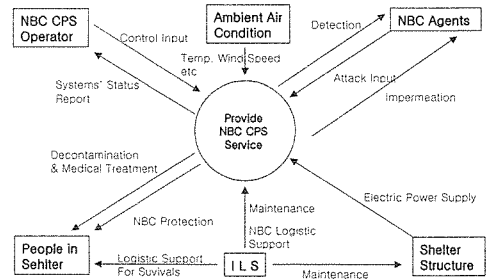 NBC CPS
Operator
Ambient Air
Condition
NBC Agents
Control Input
Detection
Temp. Wind Speed
etc
Attack Input
Systems' Status
Report
Impermeation
Provide
NBC CPS
Service
Decontamination
& Medical Treatment
Electric Power Supply
NBC Protection
Maintenance
NBC Logistic
Support
People in
Sehlter
Logistic Support
For Suvivals
I L S
Maintenance
Shelter
Structure